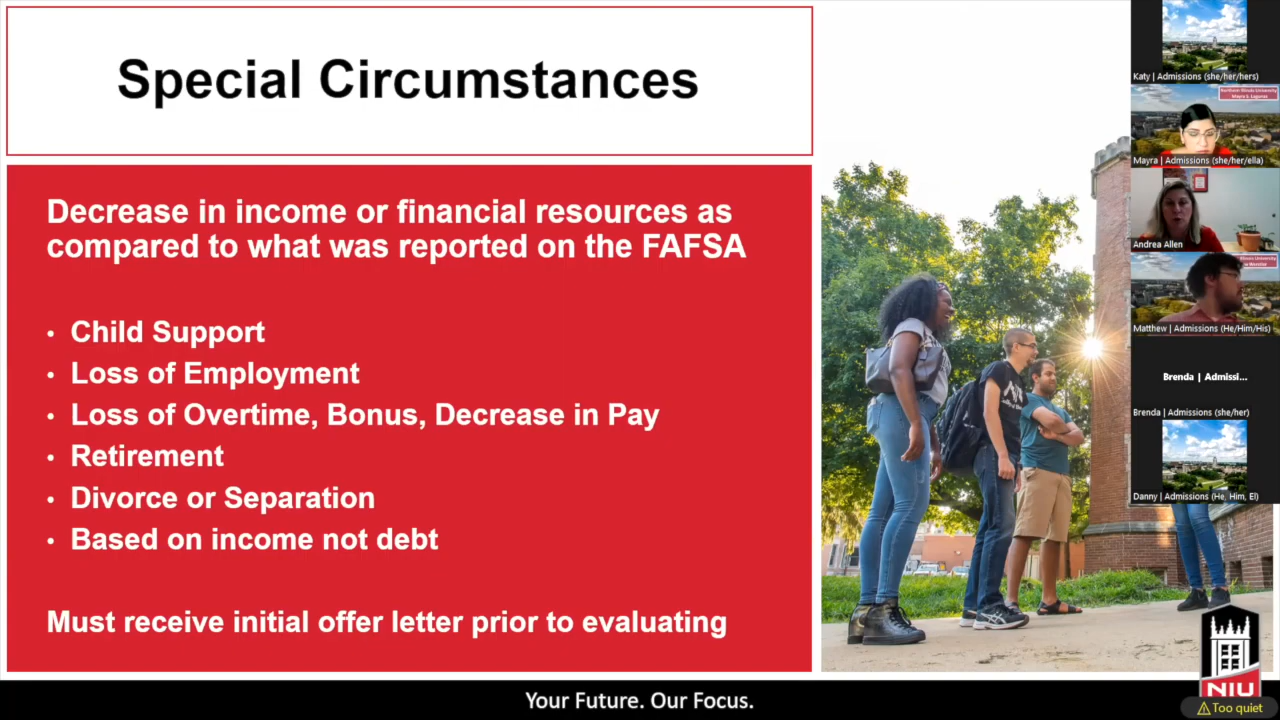 Special Circumstances
Decrease in income or financial resources as
compared to what was reported on the FAFSA
• Child Support
• Loss of Employment
• Loss of Overtime, Bonus, Decrease in Pay
• Retirement
• Divorce or Separation
• Based on income not debt
Must receive initial offer letter prior to evaluating
Your Future. Our Focus.
Katy | Admissions (she/her/hers)
Northern Illinois University
Mayra | Admissions (she/her/ella)
Andrea Allen
Matthew | Admissions (He/Him/His)
Brenda | Admissi...
Brenda | Admissions (she/her)
Danny | Admissions (He, Him, El)
NIU
Too quiet